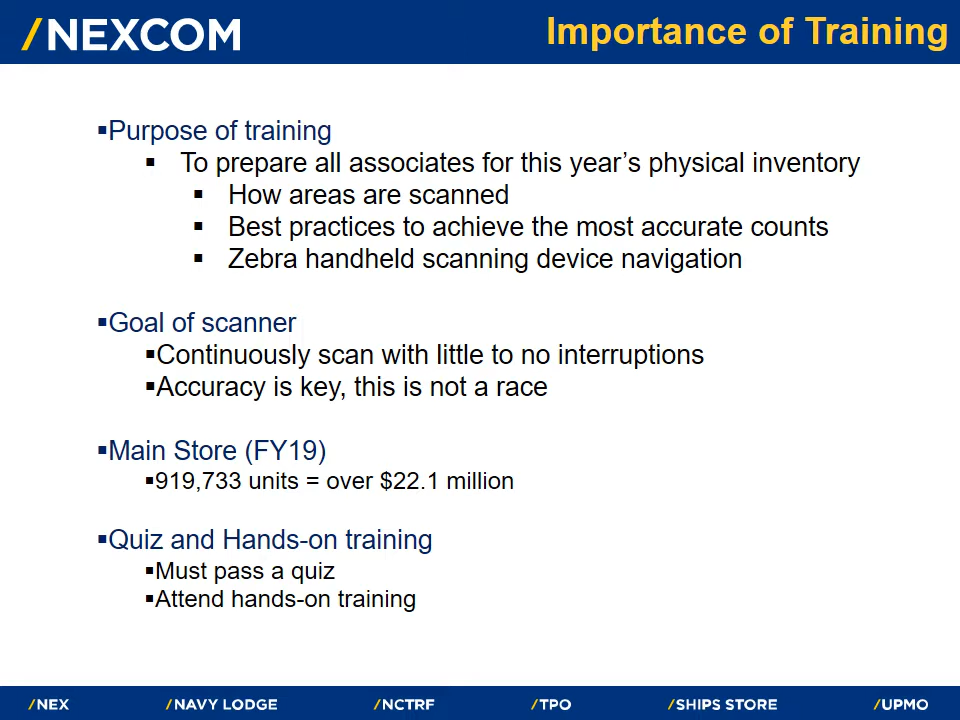 /NEXCOM
Importance of Training
▪Purpose of training
▪ To prepare all associates for this year’s physical inventory
▪ How areas are scanned
▪ Best practices to achieve the most accurate counts
▪ Zebra handheld scanning device navigation
▪Goal of scanner
▪Continuously scan with little to no interruptions
▪Accuracy is key, this is not a race
▪Main Store (FY19)
▪919,733 units = over $22.1 million
▪Quiz and Hands-on training
▪Must pass a quiz
▪Attend hands-on training
/NEX /NAVY LODGE /NCTRF /TPO /SHIPS STORE /UPMO